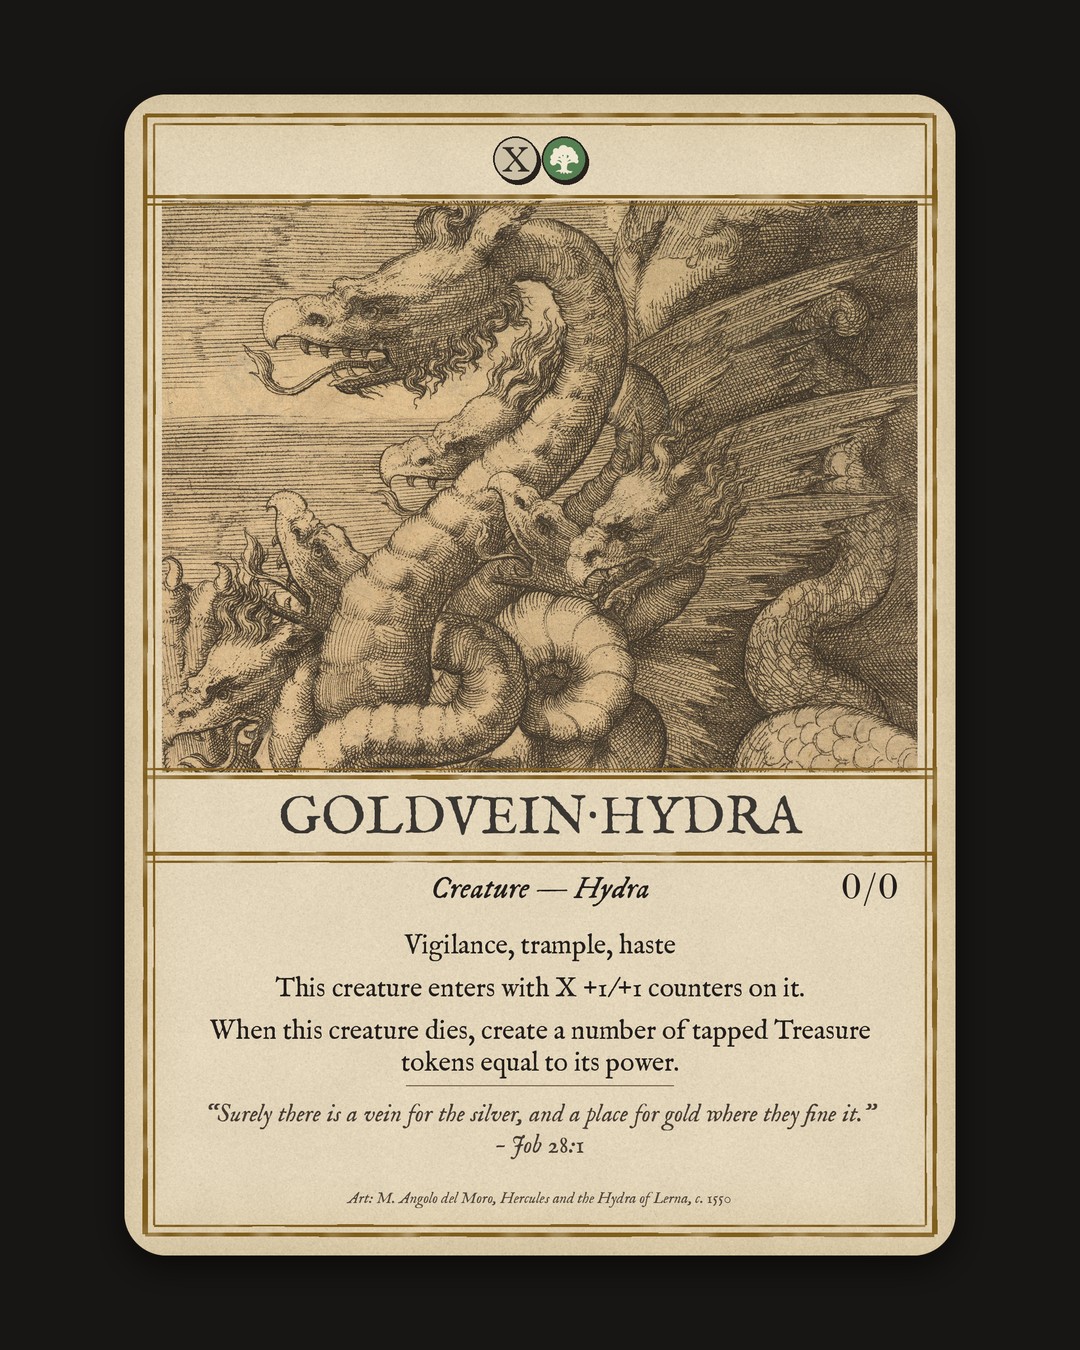 X
GOLDVEIN·HYDRA
Creature — Hydra
0/0
Vigilance, trample, haste
This creature enters with X +1/+1 counters on it.
When this creature dies, create a number of tapped Treasure
tokens equal to its power.
“Surely there is a vein for the silver, and a place for gold where they fine it.”
– Job 28:1
Art: M. Angolo del Moro, Hercules and the Hydra of Lerna, c. 1550